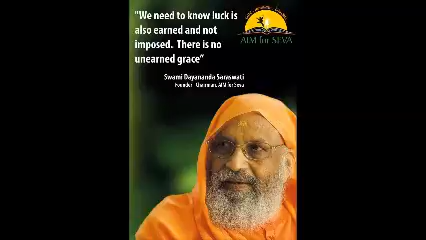 "We need to know luck is
also earned and not
imposed. There is no
unearned grace"
Swami Dayananda Saraswati
Founder Chairman, AIM for Seva
AIM for SEVA